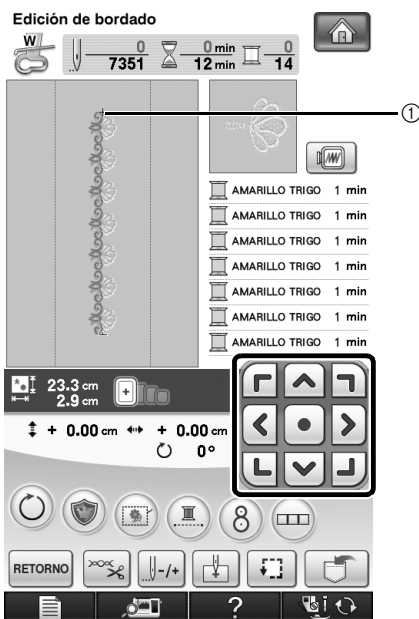 Edición de bordado
W
0
7351
0 min
12 min
0
14
①
AMARILLO TRIGO 1 min
AMARILLO TRIGO 1 min
AMARILLO TRIGO 1 min
AMARILLO TRIGO 1 min
AMARILLO TRIGO 1 min
AMARILLO TRIGO 1 min
AMARILLO TRIGO 1 min
23.3 cm
2.9 cm
+ 0.00 cm + 0.00 cm
0°
8
RETORNO -/+
?